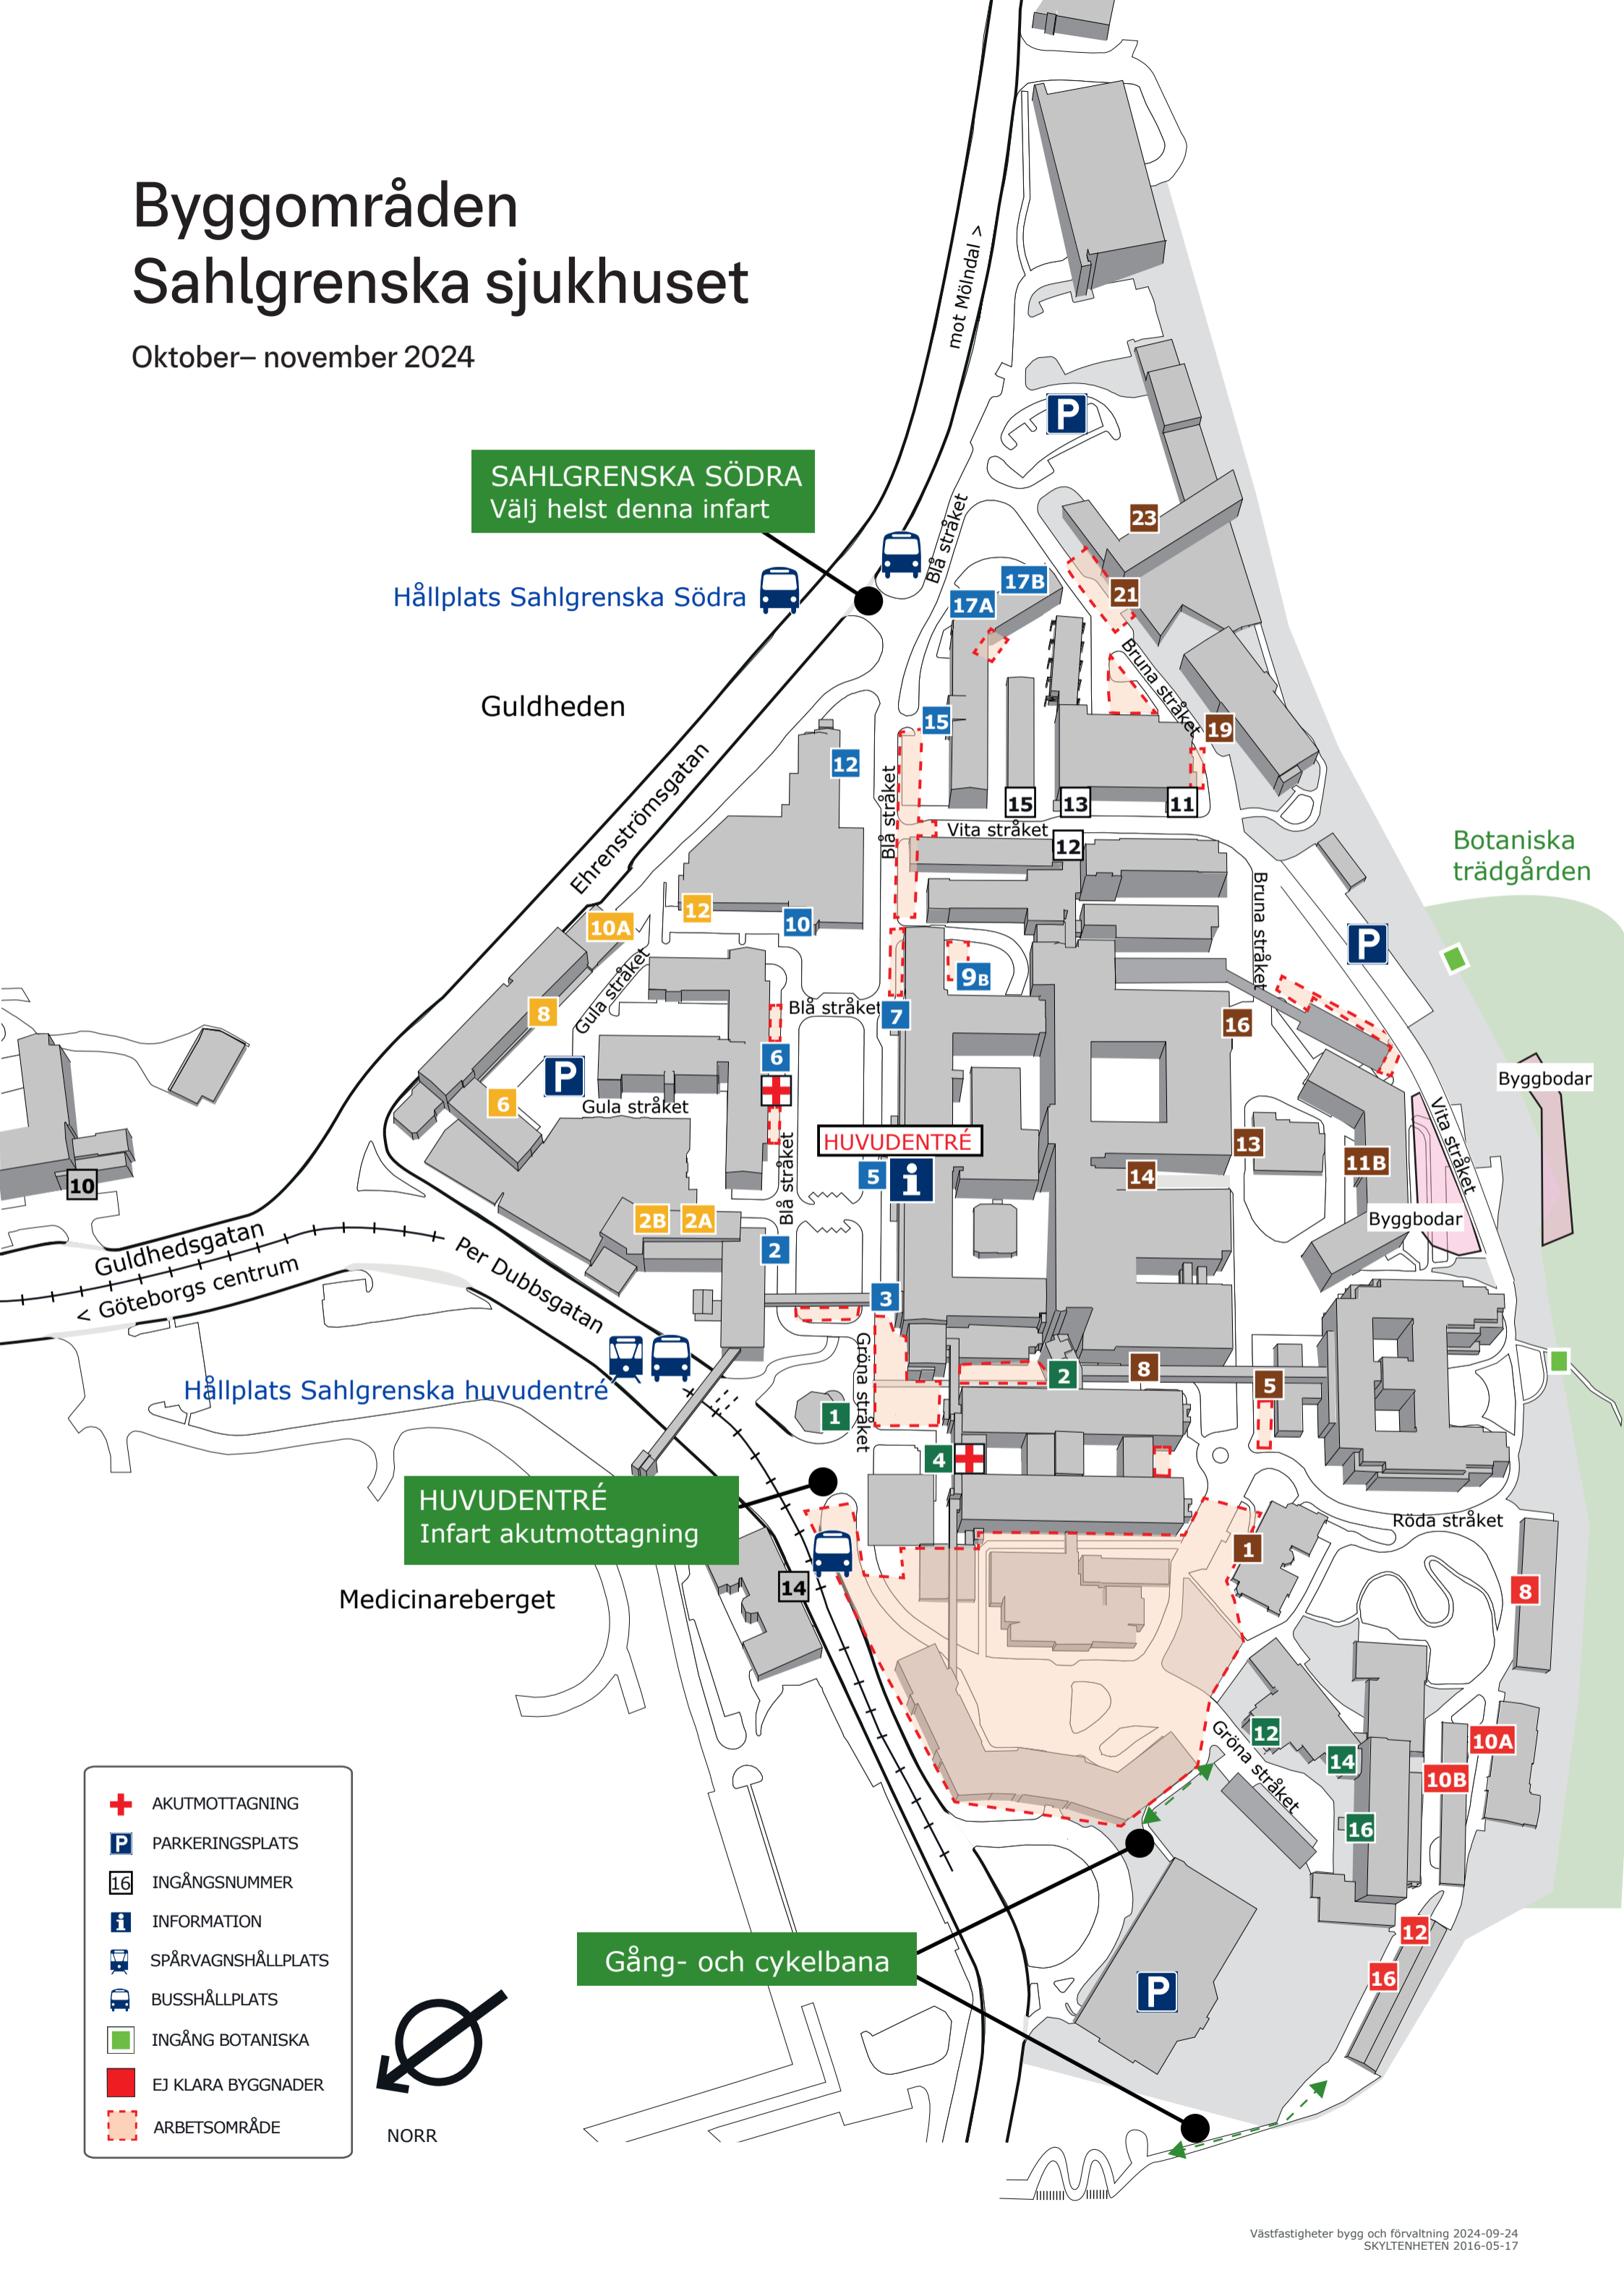 Byggområden
Sahlgrenska sjukhuset
Oktober– november 2024
mot Mölndal >
P
SAHLGRENSKA SÖDRA
Välj helst denna infart
Blå stråket
23
Hållplats Sahlgrenska Södra
17B
17A
21
Bruna stråket
Guldheden
15
19
12
Ehrenströmsgatan
Blå stråket
15
13
11
Vita stråket
12
Botaniska
trädgården
Bruna stråket
12
10
10A
P
Gula stråket
9B
8
Blå stråket
7
16
6
P
6
Gula stråket
Byggbodar
Vita stråket
HUVUDENTRÉ
13
11B
5
i
14
Blå stråket
10
2B
2A
Byggbodar
2
Guldhedsgatan
< Göteborgs centrum
Per Dubbsgatan
3
Gröna stråket
2
8
5
Hållplats Sahlgrenska huvudentré
1
4
HUVUDENTRÉ
Infart akutmottagning
Röda stråket
1
14
8
Medicinareberget
Gröna stråket
12
14
10A
10B
16
AKUTMOTTAGNING
P
PARKERINGSPLATS
16
INGÅNGSNUMMER
i
INFORMATION
SPÅRVAGNSHÅLLPLATS
BUSSHÅLLPLATS
INGÅNG BOTANISKA
EJ KLARA BYGGNADER
ARBETSOMRÅDE
NORR
Gång- och cykelbana
12
16
P
Västfastigheter bygg och förvaltning 2024-09-24
SKYLTENHETEN 2016-05-17